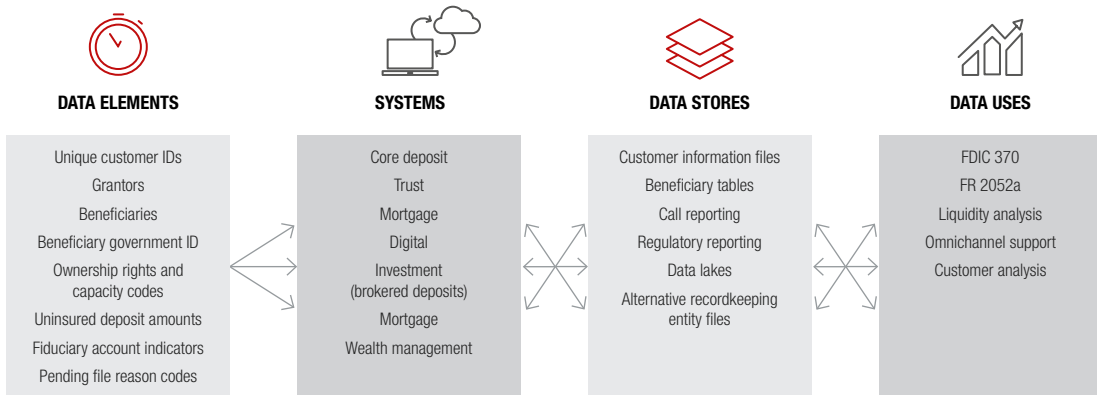 DATA ELEMENTS
Unique customer IDs
Grantors
Beneficiaries
Beneficiary government ID
Ownership rights and
capacity codes
Uninsured deposit amounts
Fiduciary account indicators
Pending file reason codes
SYSTEMS
Core deposit
Trust
Mortgage
Digital
Investment
(brokered deposits)
Mortgage
Wealth management
DATA STORES
Customer information files
Beneficiary tables
Call reporting
Regulatory reporting
Data lakes
Alternative recordkeeping
entity files
DATA USES
FDIC 370
FR 2052a
Liquidity analysis
Omnichannel support
Customer analysis